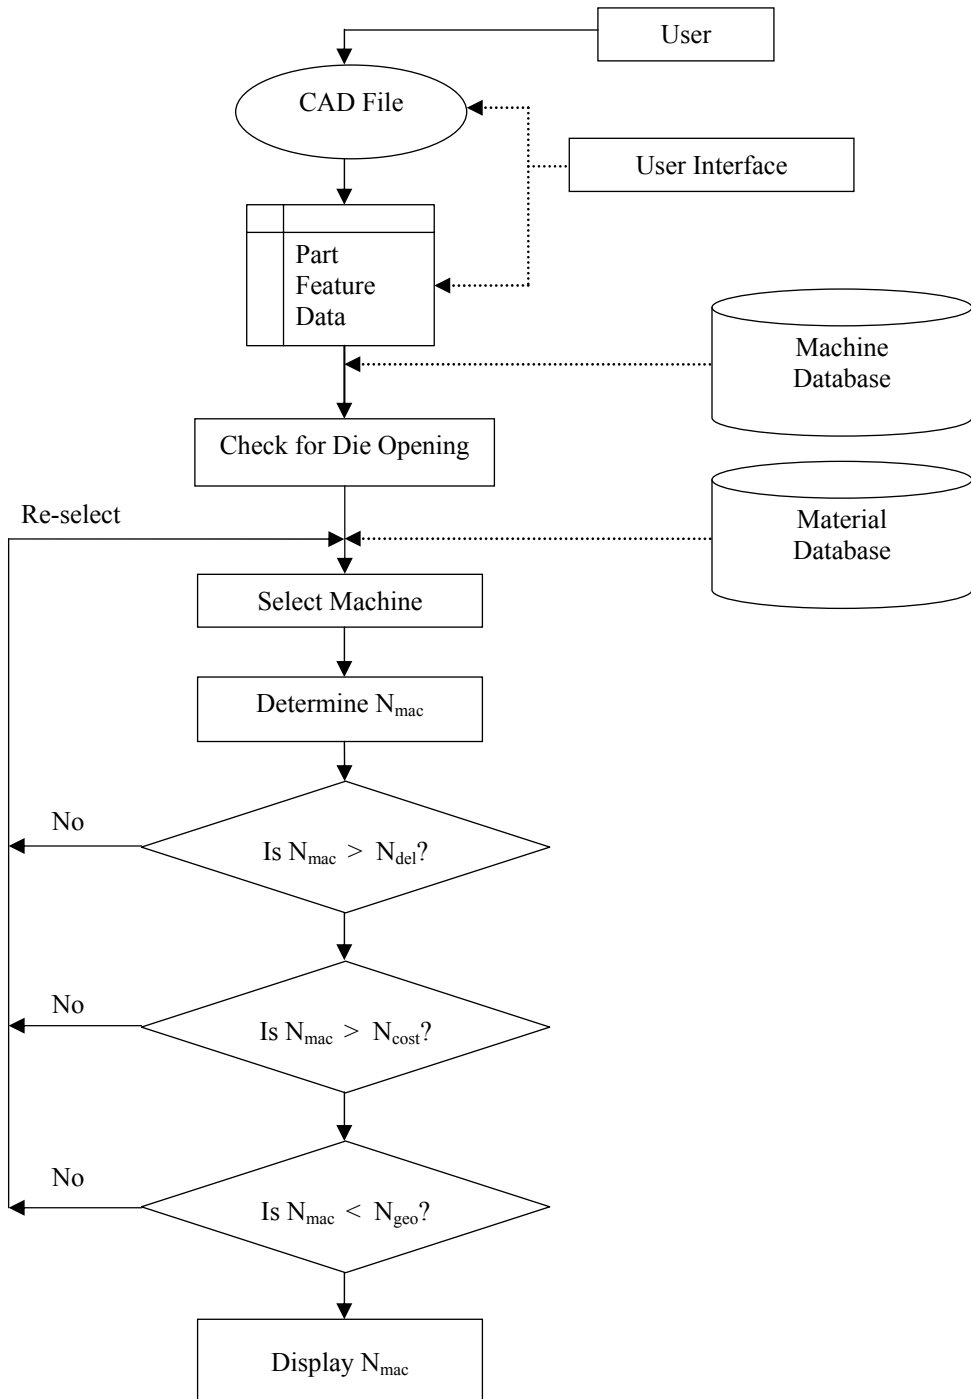 User
CAD File
User Interface
Part
Feature
Data
Machine
Database
Check for Die Opening
Re-select
Material
Database
Select Machine
Determine Nmac
No
Is Nmac > Ndel?
No
Is Nmac > Ncost?
No
Is Nmac < Ngeo?
Display Nmac